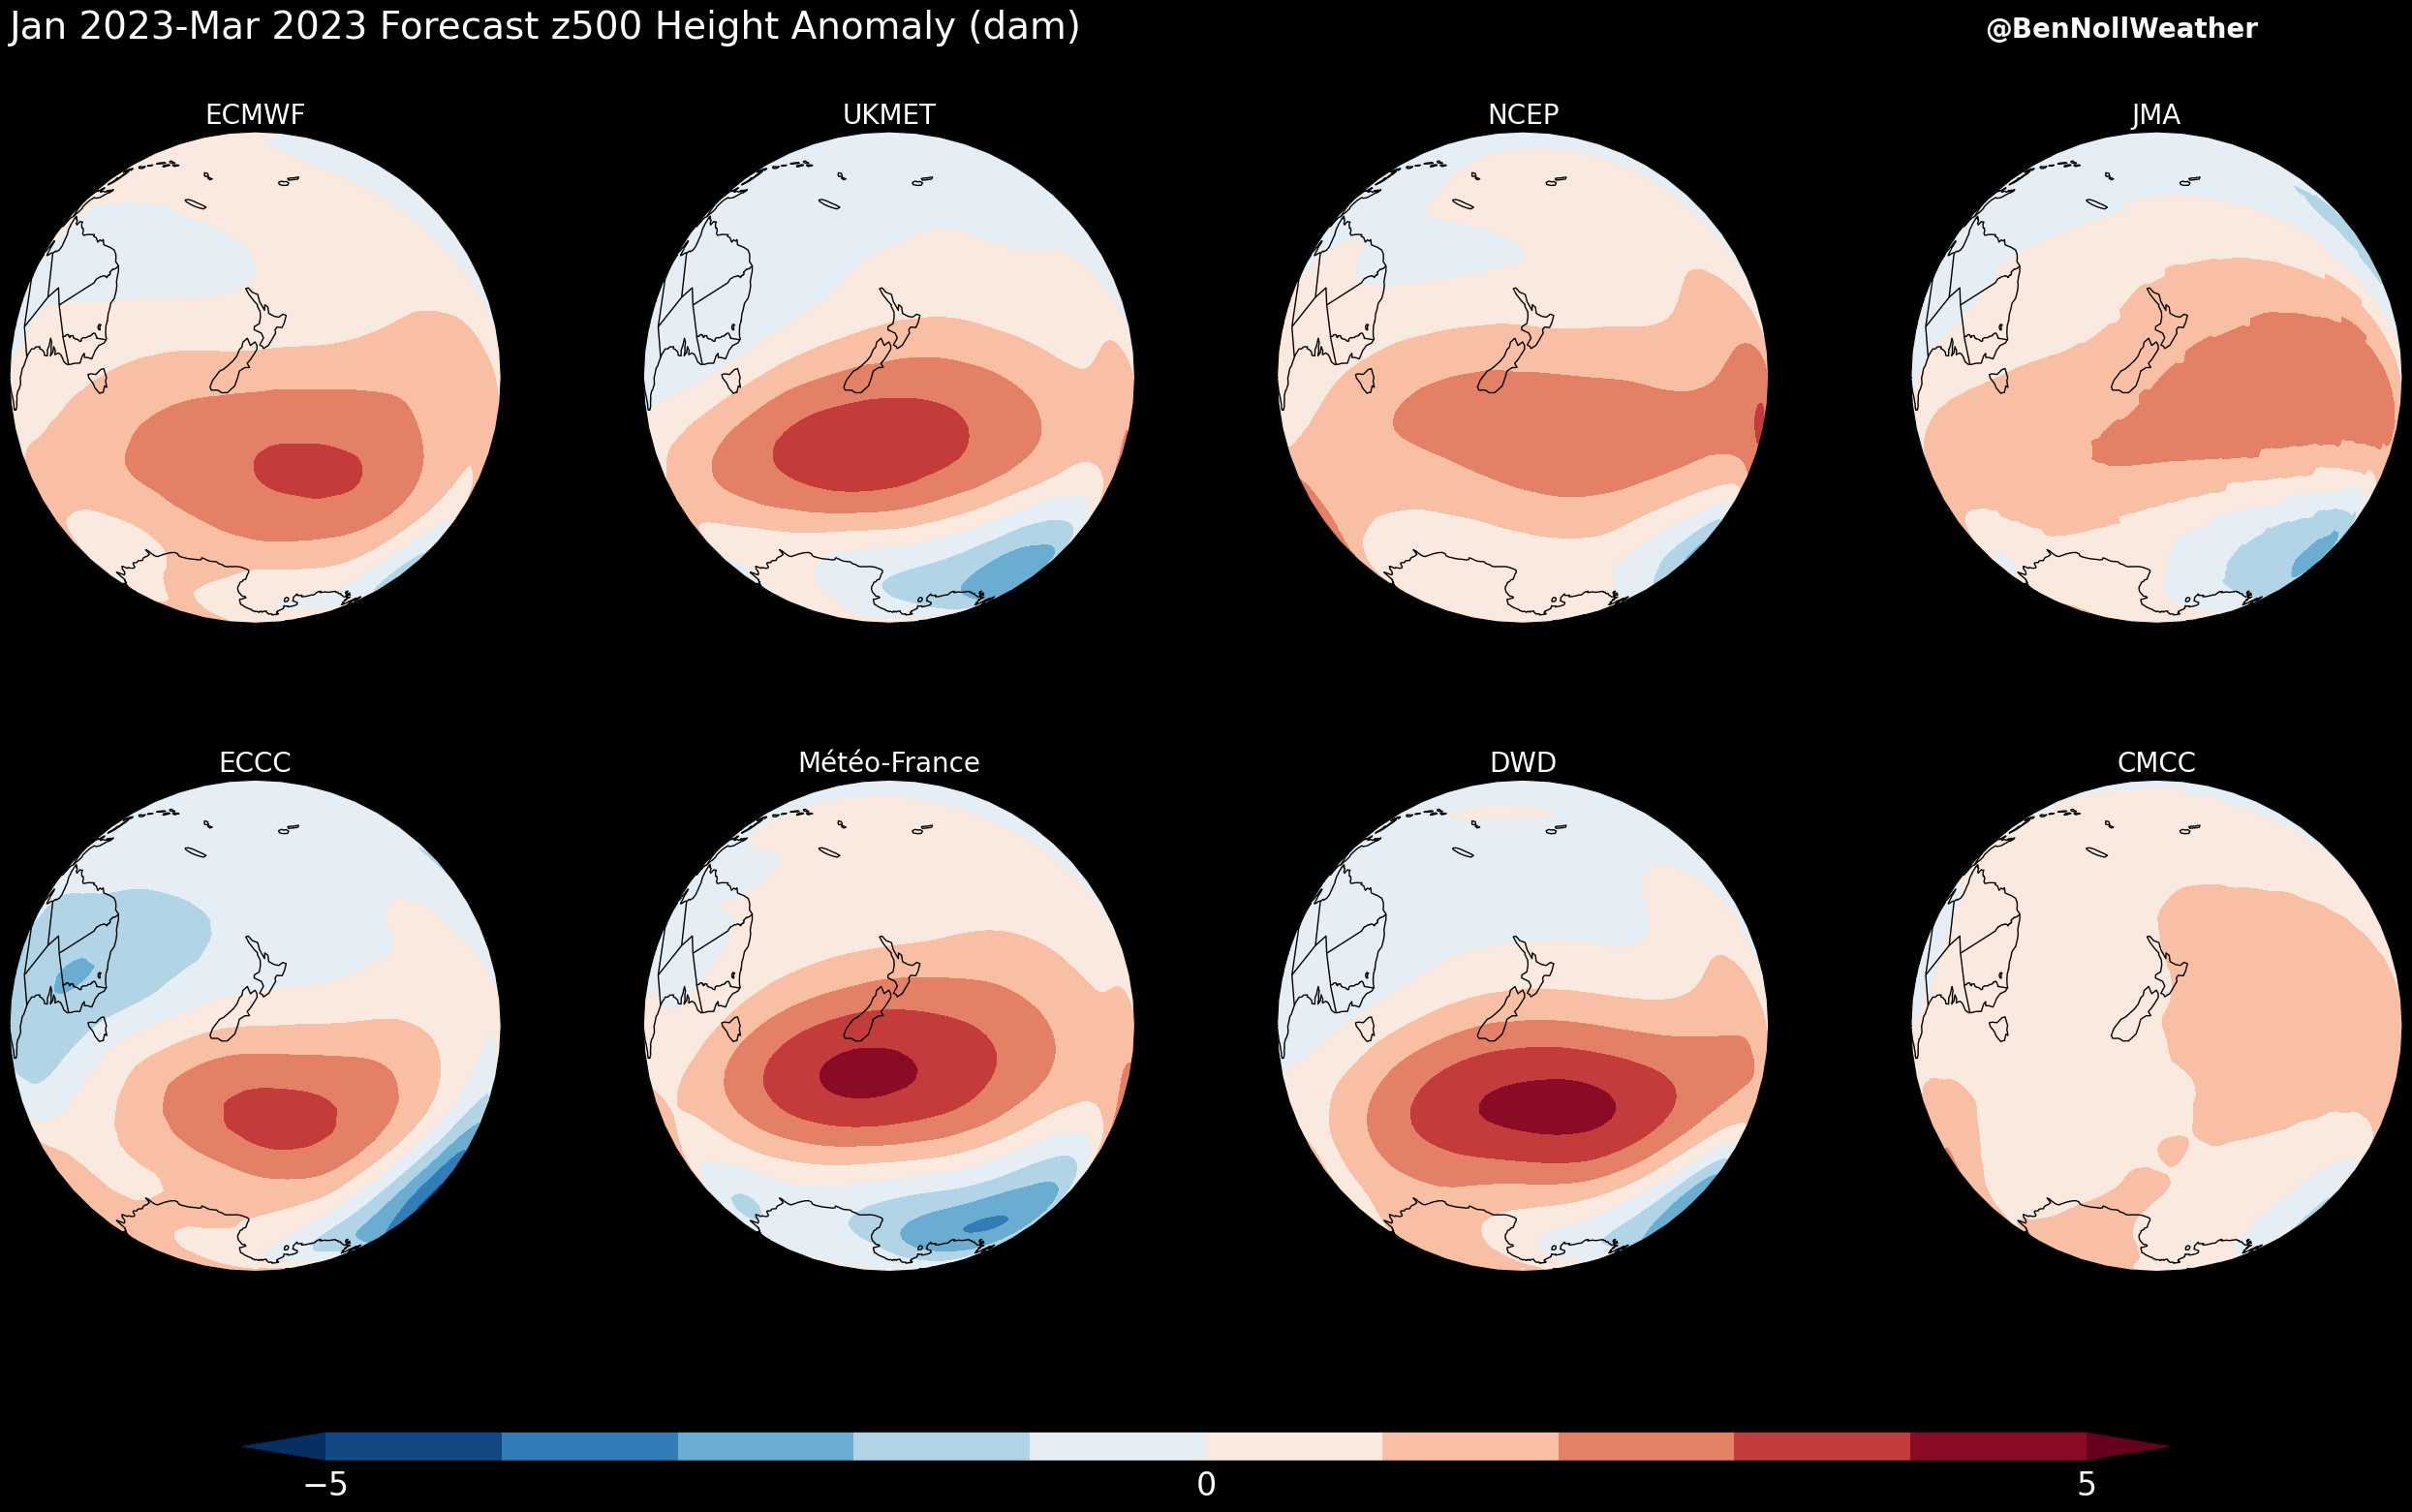 Jan 2023-Mar 2023 Forecast z500 Height Anomaly (dam)
@BenNollWeather
ECMWF
UKMET
NCEP
JMA
ECCC
Météo-France
DWD
CMCC
−5
0
5